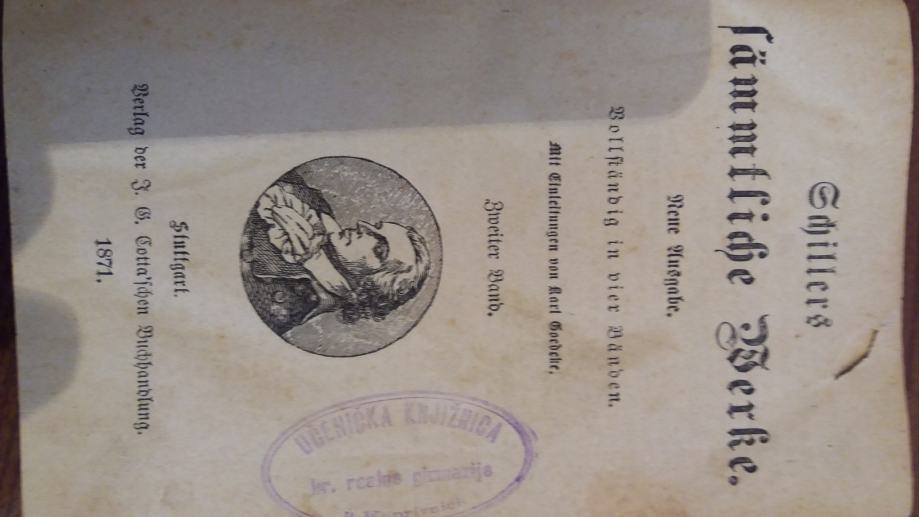 Schillers
sämmtliche Werke.
Neue Ausgabe.
Vollständig in vier Bänden.
Mit Einleitungen von Karl Goedeke.
Zweiter Band.
Stuttgart.
Verlag der J. G. Cotta'schen Buchhandlung.
1871.
UČENIČKA KNJIŽNICA
kr. realne gimnazije